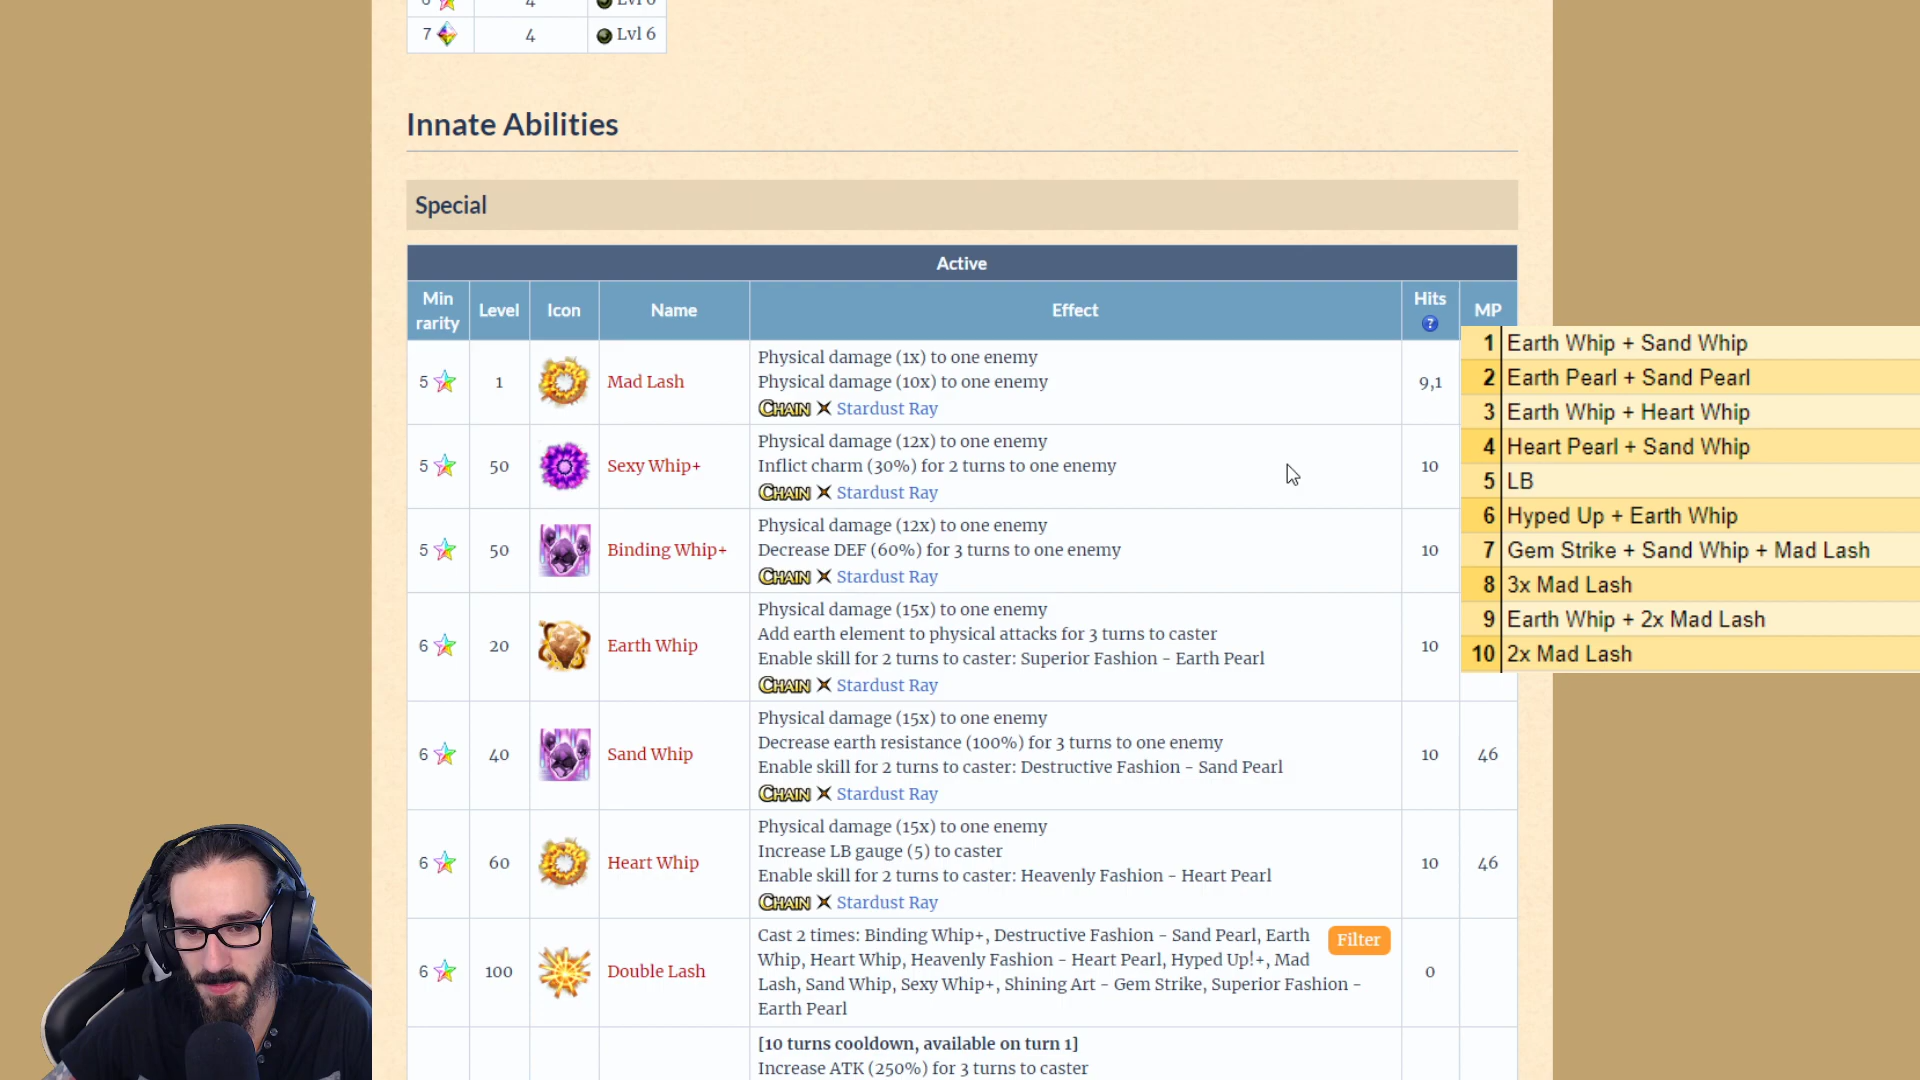 6 4 Lvl 6
7 4 Lvl 6
Innate Abilities
Special
Active
Min rarity Level Icon Name Effect Hits ? MP
5 1 Mad Lash 9,1
Physical damage (1x) to one enemy
Physical damage (10x) to one enemy
CHAIN Stardust Ray
5 50 Sexy Whip+ 10
Physical damage (12x) to one enemy
Inflict charm (30%) for 2 turns to one enemy
CHAIN Stardust Ray
5 50 Binding Whip+ 10
Physical damage (12x) to one enemy
Decrease DEF (60%) for 3 turns to one enemy
CHAIN Stardust Ray
6 20 Earth Whip 10
Physical damage (15x) to one enemy
Add earth element to physical attacks for 3 turns to caster
Enable skill for 2 turns to caster: Superior Fashion - Earth Pearl
CHAIN Stardust Ray
6 40 Sand Whip 10 46
Physical damage (15x) to one enemy
Decrease earth resistance (100%) for 3 turns to one enemy
Enable skill for 2 turns to caster: Destructive Fashion - Sand Pearl
CHAIN Stardust Ray
6 60 Heart Whip 10 46
Physical damage (15x) to one enemy
Increase LB gauge (5) to caster
Enable skill for 2 turns to caster: Heavenly Fashion - Heart Pearl
CHAIN Stardust Ray
6 100 Double Lash 0
Cast 2 times: Binding Whip+, Destructive Fashion - Sand Pearl, Earth
Whip, Heart Whip, Heavenly Fashion - Heart Pearl, Hyped Up!+, Mad
Lash, Sand Whip, Sexy Whip+, Shining Art - Gem Strike, Superior Fashion -
Earth Pearl
Filter
[10 turns cooldown, available on turn 1]
Increase ATK (250%) for 3 turns to caster
1 Earth Whip + Sand Whip
2 Earth Pearl + Sand Pearl
3 Earth Whip + Heart Whip
4 Heart Pearl + Sand Whip
5 LB
6 Hyped Up + Earth Whip
7 Gem Strike + Sand Whip + Mad Lash
8 3x Mad Lash
9 Earth Whip + 2x Mad Lash
10 2x Mad Lash